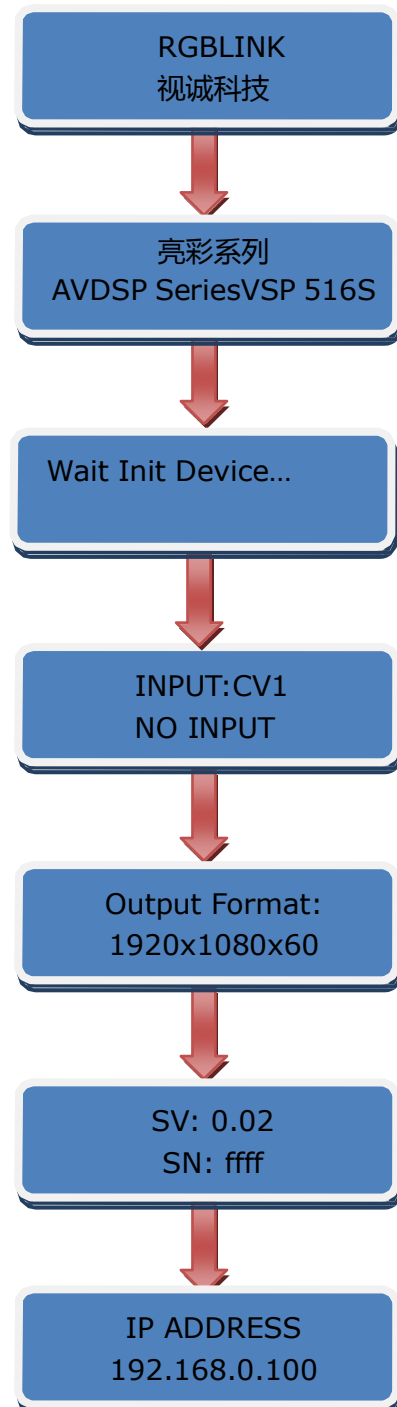 RGBLINK
视诚科技
亮彩系列
AVDSP SeriesVSP 516S
Wait Init Device...
INPUT:CV1
NO INPUT
Output Format:
1920x1080x60
SV: 0.02
SN: ffff
IP ADDRESS
192.168.0.100